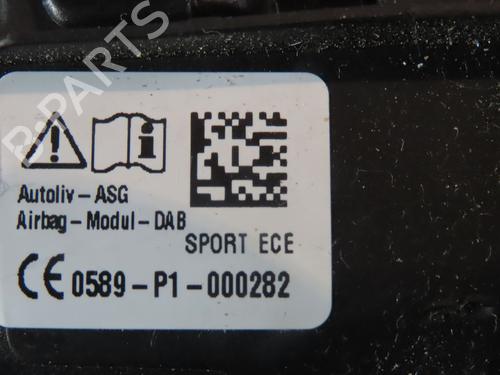 B-PARTS
Autoliv-ASG
Airbag-Modul-DAB
SPORT ECE
CE 0589-P1-000282